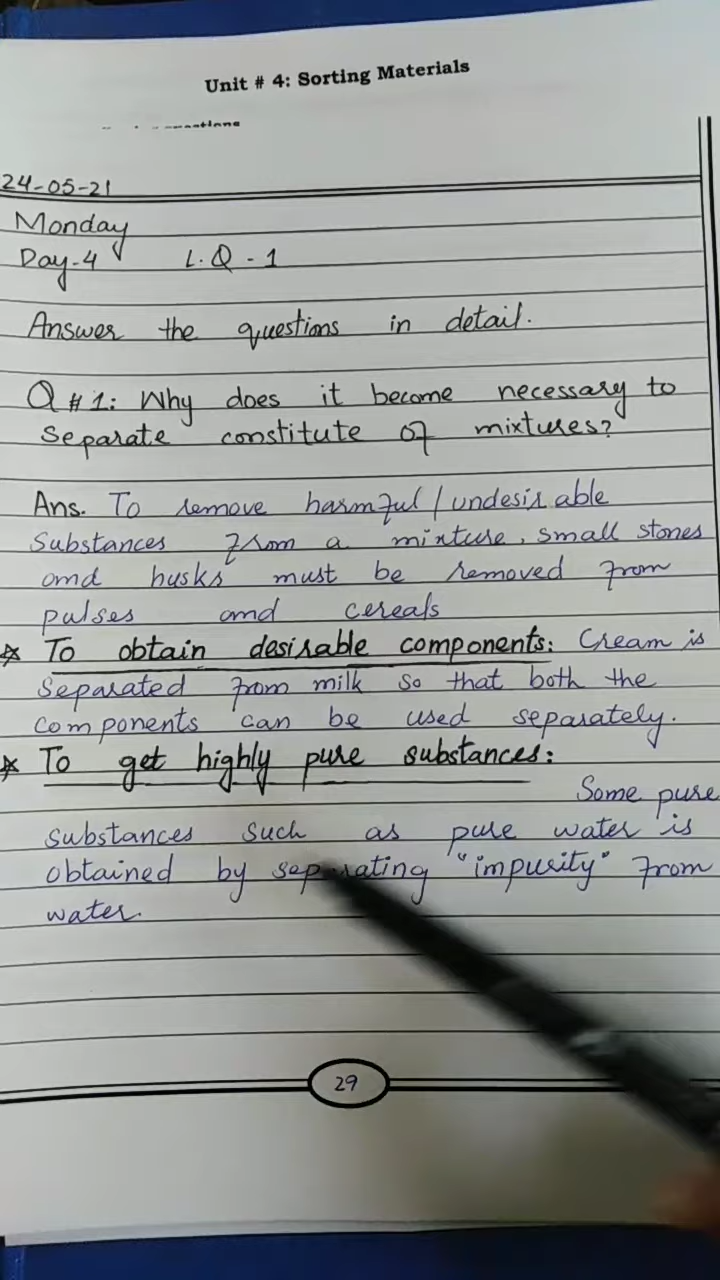 Unit # 4: Sorting Materials
24-05-21
Monday
Day-4 L.Q - 1
Answer the questions in detail.
Q #1: Why does it become necessary to
separate constitute of mixtures?
Ans. To remove harmful/undesirable
substances from a mixture, small stones
and husks must be removed from
pulses and cereals
* To obtain desirable components: Cream is
separated from milk so that both the
components can be used separately.
* To get highly pure substances:
Some pure
substances such as pure water is
obtained by separating "impurity" from
water.
29